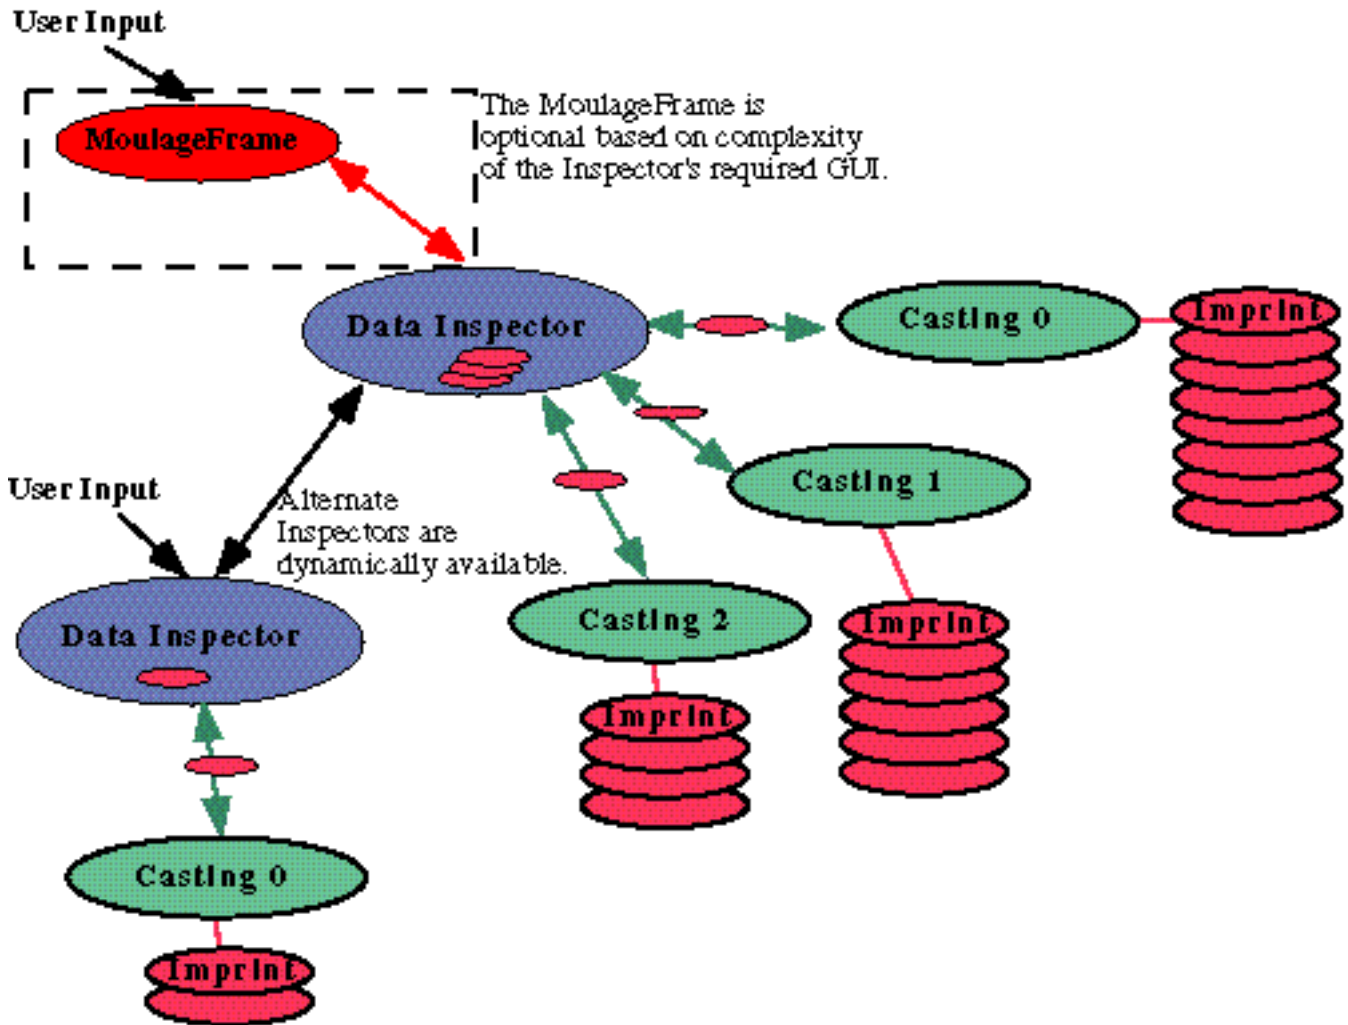 User Input
MoulageFrame
The MoulageFrame is
optional based on complexity
of the Inspector's required GUI.
Data Inspector
Casting 0
Imprint
Casting 1
User Input
Alternate
Inspectors are
dynamically available.
Casting 2
Imprint
Data Inspector
Imprint
Casting 0
Imprint